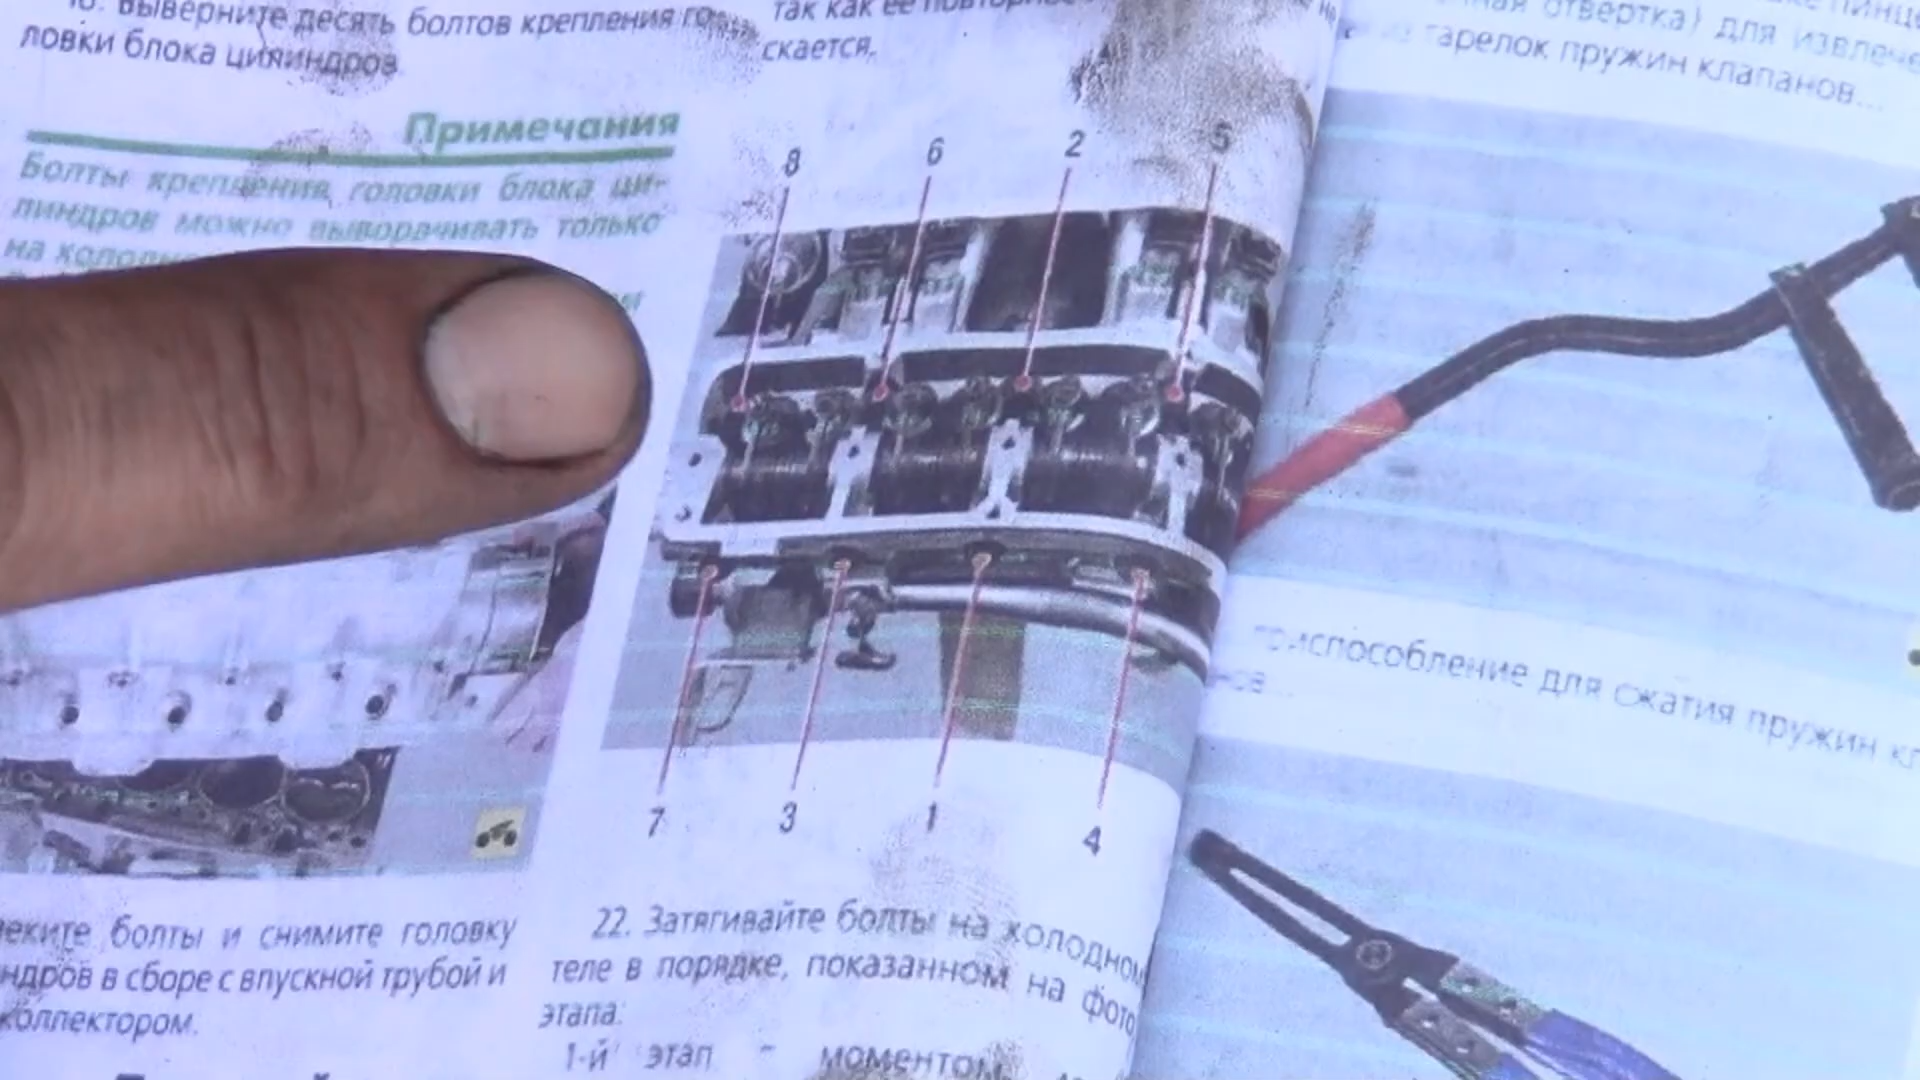 выверните десять болтов крепления го-
ловки блока цилиндров
Примечания
Болты крепления головки блока ци-
линдров можно выворачивать только
на
еките болты и снимите головку
ндров в сборе с впускной трубой и
коллектором.
так как ее
скается.
8 6 2 5
7 3 1 4
22. Затягивайте болты на холодном
теле в порядке, показанном на фото
этапа:
1-й этап - моментом
отвертка) для извлече
тарелок пружин клапанов...
приспособление для сжатия пружин кл
нов...